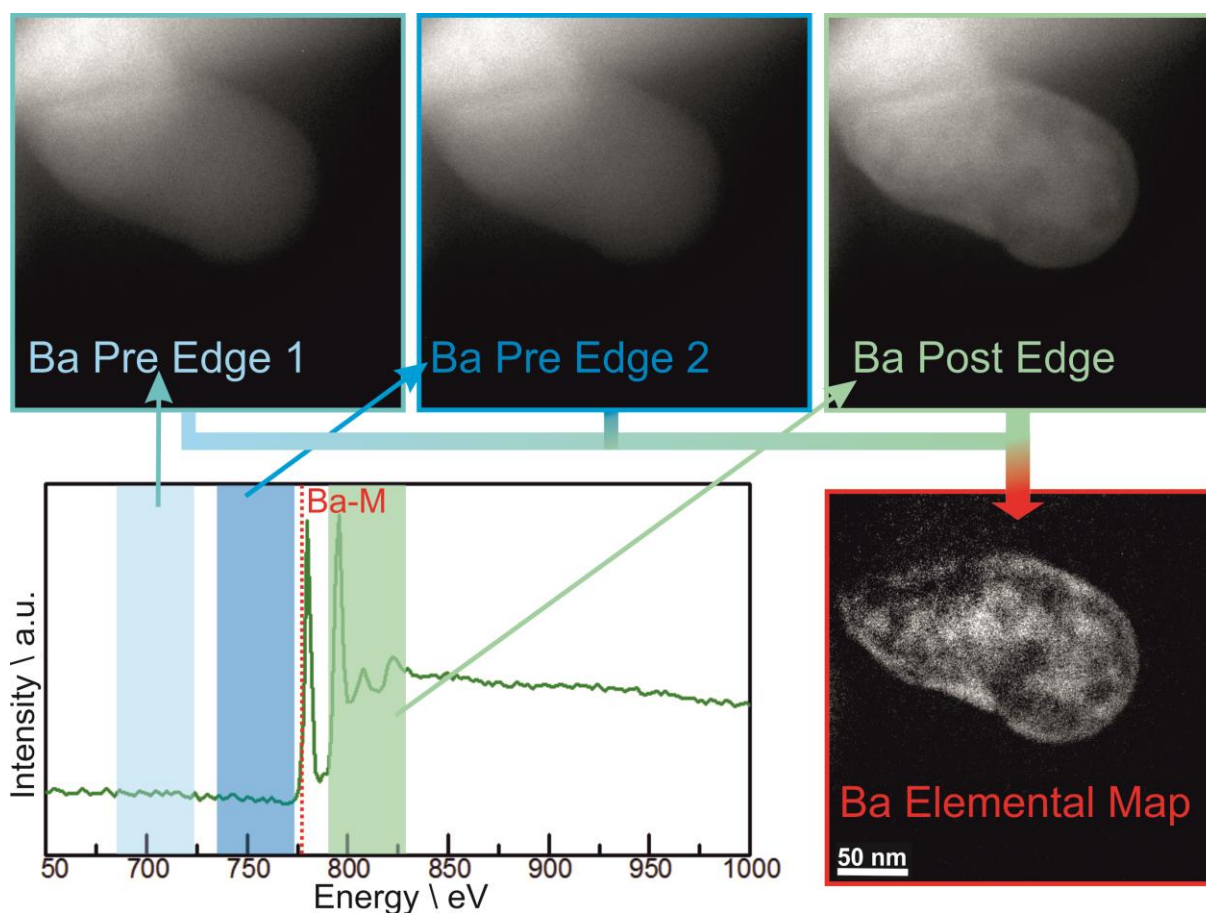 Ba Pre Edge 1
Ba Pre Edge 2
Ba Post Edge
Ba-M
Intensity \ a.u.
50 700 750 800 850 900 950 1000
Energy \ eV
Ba Elemental Map
50 nm